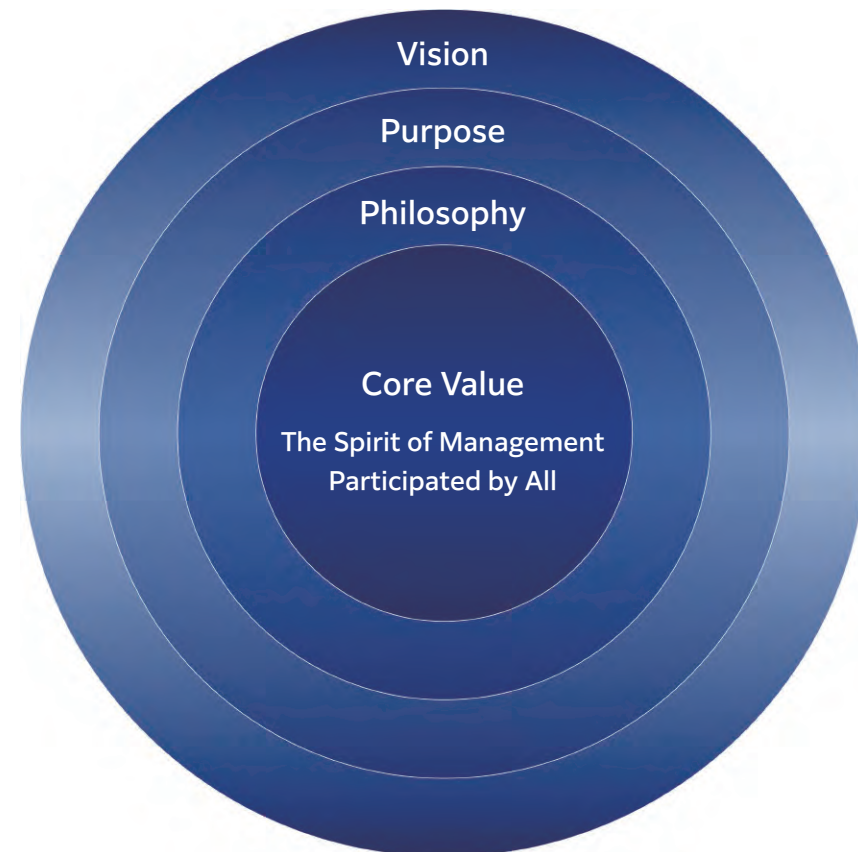 Vision
Purpose
Philosophy
Core Value
The Spirit of Management
Participated by All